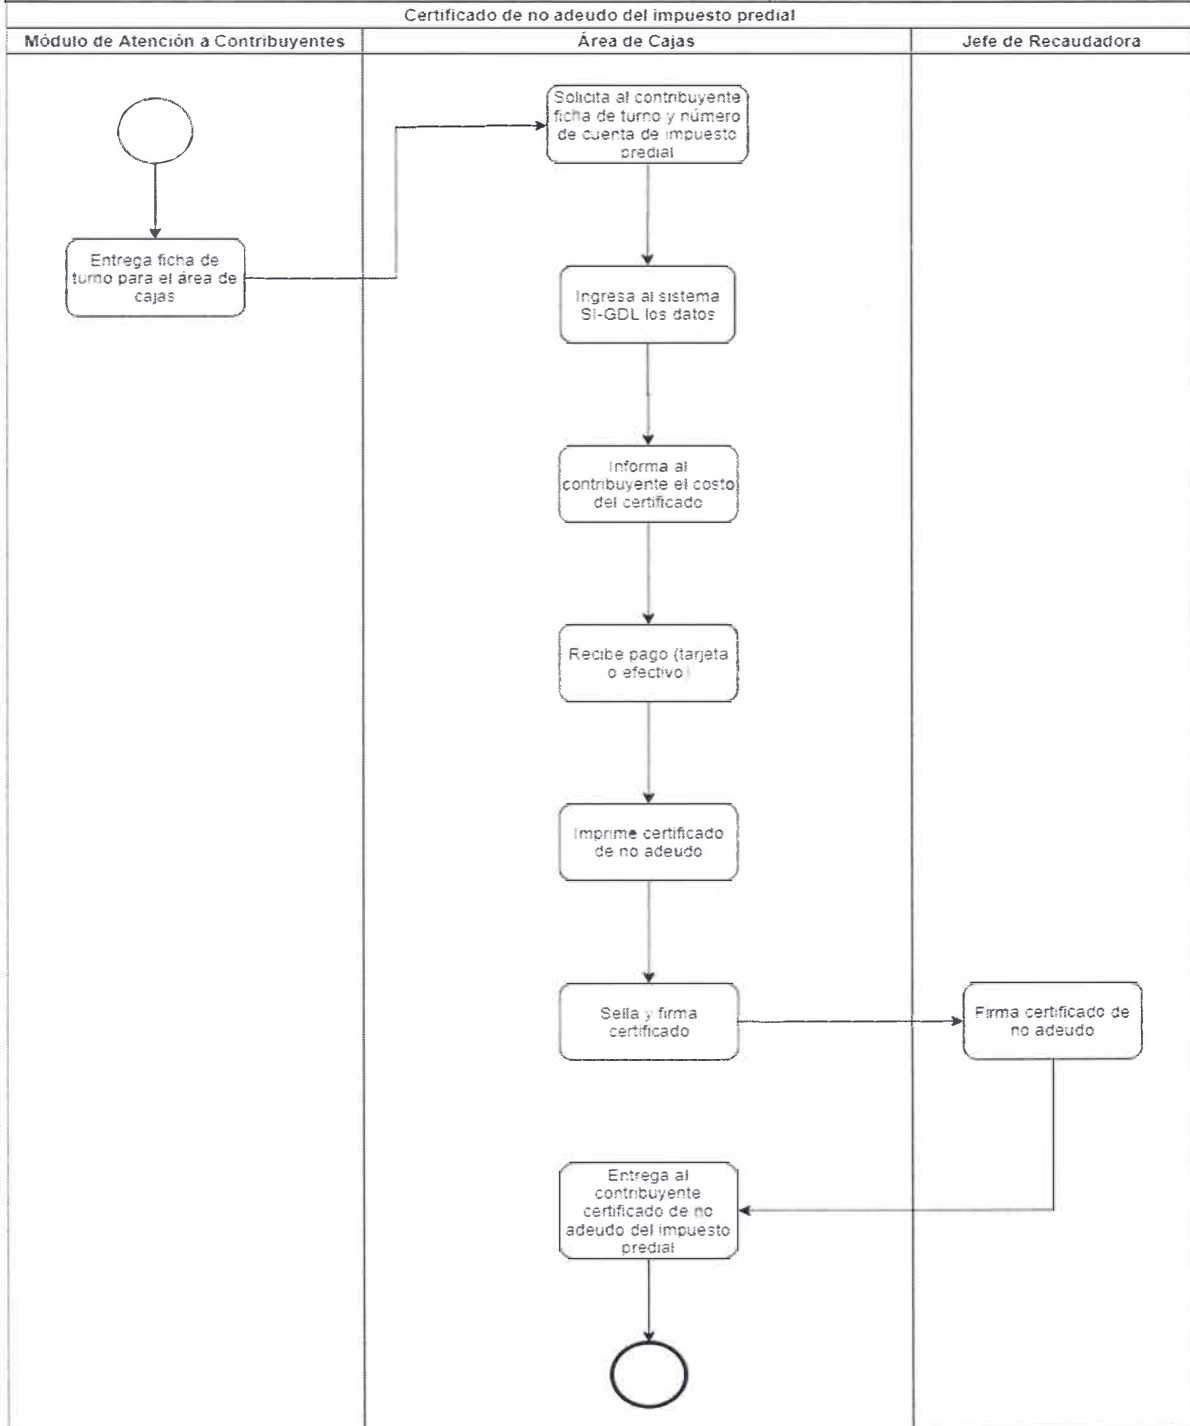 Certificado de no adeudo del impuesto predial
Módulo de Atención a Contribuyentes
Área de Cajas
Jefe de Recaudadora
Solicita al contribuyente
ficha de turno y número
de cuenta de impuesto
predial
Entrega ficha de
turno para el área de
cajas
Ingresa al sistema
SI-GDL los datos
Informa al
contribuyente el costo
del certificado
Recibe pago (tarjeta
o efectivo)
Imprime certificado
de no adeudo
Sella y firma
certificado
Firma certificado de
no adeudo
Entrega al
contribuyente
certificado de no
adeudo del impuesto
predial